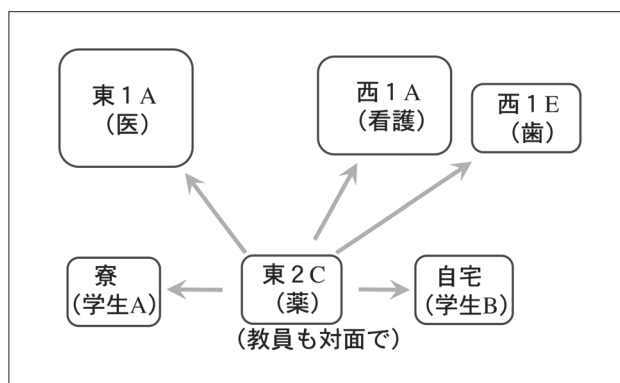 東１A
（医）
西１A
（看護）
西１E
（歯）
寮
（学生A）
東２C
（薬）
（教員も対面で）
自宅
（学生B）